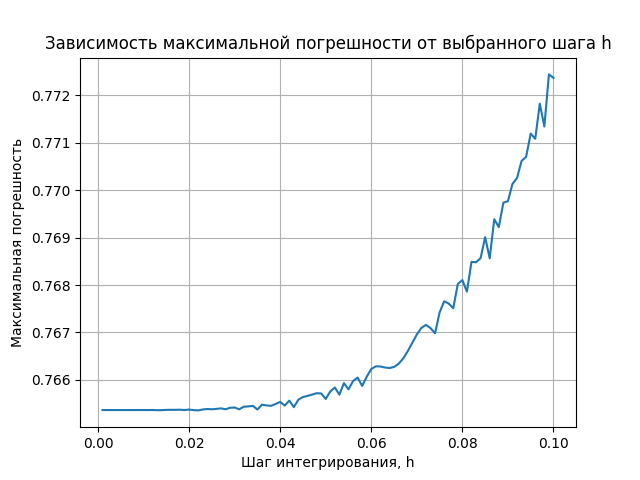 Зависимость максимальной погрешности от выбранного шага h
Максимальная погрешность
0.772
0.771
0.770
0.769
0.768
0.767
0.766
0.00 0.02 0.04 0.06 0.08 0.10
Шаг интегрирования, h